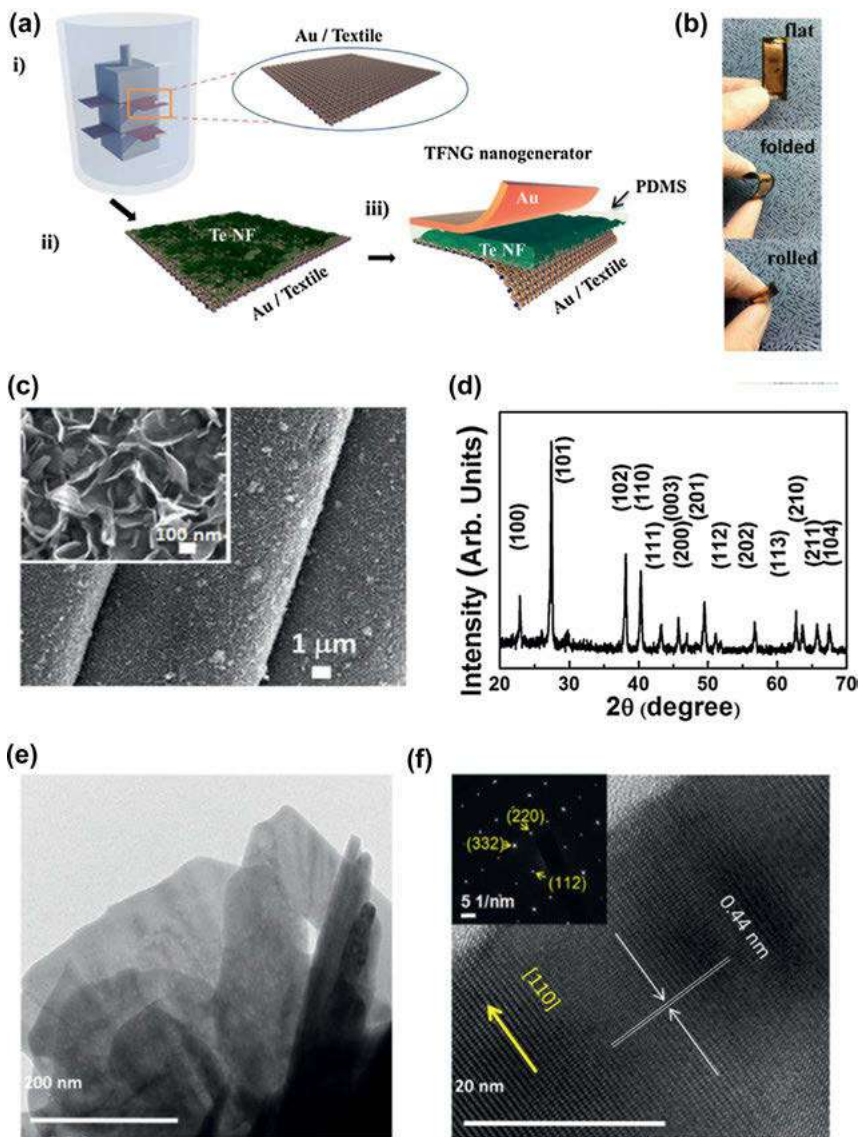 (a)
i)
Au / Textile
TFNG nanogenerator
ii)
Te NF
Au / Textile
iii)
Au
PDMS
Te NF
Au / Textile
(b)
flat
folded
rolled
(c)
100 nm
1 μm
(d)
Intensity (Arb. Units)
(100)
(101)
(102)
(110)
(111)
(003)
(200)
(201)
(112)
(202)
(113)
(210)
(211)
(104)
20 30 40 50 60 70
2θ (degree)
(e)
200 nm
(f)
(220)
(332)
(112)
5 1/nm
0.44 nm
[110]
20 nm